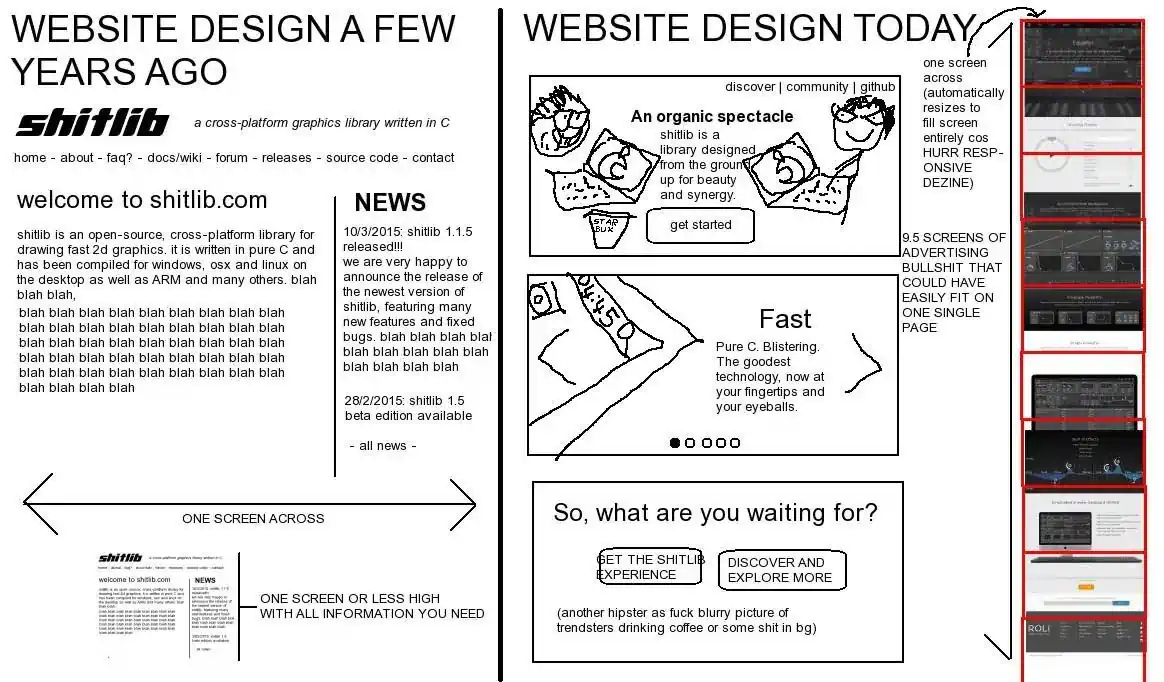 WEBSITE DESIGN A FEW
YEARS AGO
shitlib
a cross-platform graphics library written in C
home - about - faq? - docs/wiki - forum - releases - source code - contact
welcome to shitlib.com
shitlib is an open-source, cross-platform library for
drawing fast 2d graphics. it is written in pure C and
has been compiled for windows, osx and linux on
the desktop as well as ARM and many others. blah
blah blah,
blah blah blah blah blah blah blah blah blah
blah blah blah blah blah blah blah blah blah
blah blah blah blah blah blah blah blah blah
blah blah blah blah blah blah blah blah blah
blah blah blah blah blah blah blah blah blah
blah blah blah blah
NEWS
10/3/2015: shitlib 1.1.5
released!!!
we are very happy to
announce the release of
the newest version of
shitlib, featuring many
new features and fixed
bugs. blah blah blah blah
blah blah blah blah blah
blah blah blah blah
28/2/2015: shitlib 1.5
beta edition available
- all news -
ONE SCREEN ACROSS
shitlib
a cross-platform graphics library written in C
welcome to shitlib.com
NEWS
ONE SCREEN OR LESS HIGH
WITH ALL INFORMATION YOU NEED
WEBSITE DESIGN TODAY
discover | community | github
An organic spectacle
shitlib is a
library designed
from the ground
up for beauty
and synergy.
get started
STAR
BUX
Fast
Pure C. Blistering.
The goodest
technology, now at
your fingertips and
your eyeballs.
So, what are you waiting for?
GET THE SHITLIB
EXPERIENCE
DISCOVER AND
EXPLORE MORE
(another hipster as fuck blurry picture of
trendsters drinking coffee or some shit in bg)
one screen
across
(automatically
resizes to
fill screen
entirely cos
HURR RESP-
ONSIVE
DEZINE)
9.5 SCREENS OF
ADVERTISING
BULLSHIT THAT
COULD HAVE
EASILY FIT ON
ONE SINGLE
PAGE
ROLI